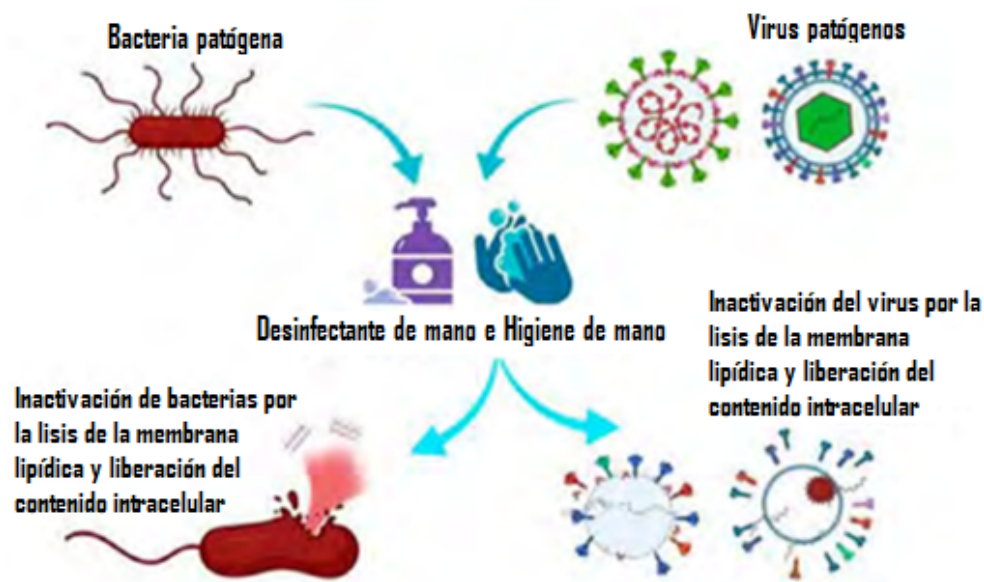 Bacteria patógena
Virus patógenos
Desinfectante de mano e Higiene de mano
Inactivación del virus por la
lisis de la membrana
lipídica y liberación del
contenido intracelular
Inactivación de bacterias por
la lisis de la membrana
lipídica y liberación del
contenido intracelular